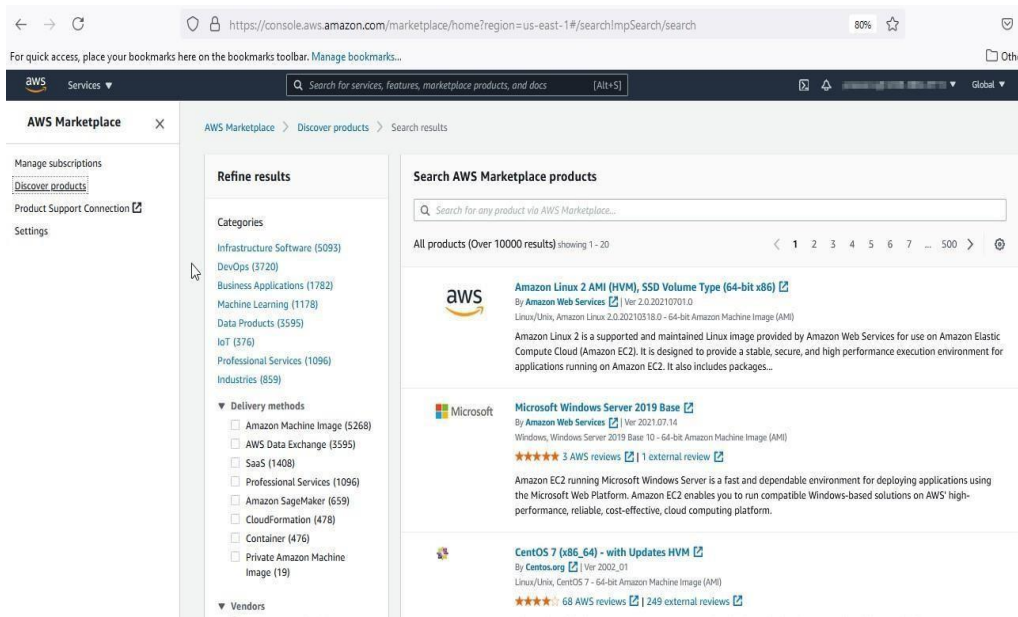 https://console.aws.amazon.com/marketplace/home?region=us-east-1#/search!mpSearch/search
80%
For quick access, place your bookmarks here on the bookmarks toolbar. Manage bookmarks...
Othe
aws
Services ▼
Search for services, features, marketplace products, and docs
[Alt+S]
Global ▼
AWS Marketplace
X
Manage subscriptions
Discover products
Product Support Connection
Settings
AWS Marketplace > Discover products > Search results
Refine results
Categories
Infrastructure Software (5093)
DevOps (3720)
Business Applications (1782)
Machine Learning (1178)
Data Products (3595)
IoT (376)
Professional Services (1096)
Industries (859)
▼ Delivery methods
Amazon Machine Image (5268)
AWS Data Exchange (3595)
SaaS (1408)
Professional Services (1096)
Amazon SageMaker (659)
CloudFormation (478)
Container (476)
Private Amazon Machine
Image (19)
▼ Vendors
Search AWS Marketplace products
Search for any product via AWS Marketplace...
All products (Over 10000 results) showing 1 - 20
< 1 2 3 4 5 6 7 ... 500 >
aws
Amazon Linux 2 AMI (HVM), SSD Volume Type (64-bit x86)
By Amazon Web Services | Ver 2.0.20210701.0
Linux/Unix, Amazon Linux 2.0.20210318.0 - 64-bit Amazon Machine Image (AMI)
Amazon Linux 2 is a supported and maintained Linux image provided by Amazon Web Services for use on Amazon Elastic
Compute Cloud (Amazon EC2). It is designed to provide a stable, secure, and high performance execution environment for
applications running on Amazon EC2. It also includes packages...
Microsoft
Microsoft Windows Server 2019 Base
By Amazon Web Services | Ver 2021.07.14
Windows, Windows Server 2019 Base 10 - 64-bit Amazon Machine Image (AMI)
★★★★★ 3 AWS reviews | 1 external review
Amazon EC2 running Microsoft Windows Server is a fast and dependable environment for deploying applications using
the Microsoft Web Platform. Amazon EC2 enables you to run compatible Windows-based solutions on AWS' high-
performance, reliable, cost-effective, cloud computing platform.
CentOS 7 (x86_64) - with Updates HVM
By Centos.org | Ver 2002_01
Linux/Unix, CentOS 7 - 64-bit Amazon Machine Image (AMI)
★★★★☆ 68 AWS reviews | 249 external reviews